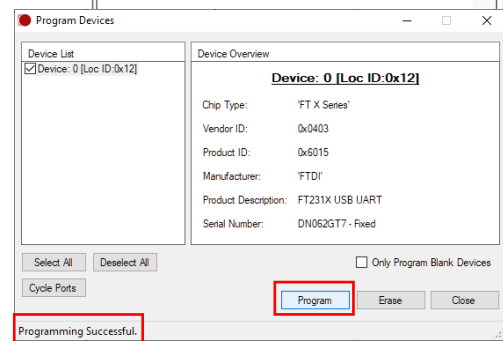 Program Devices
Device List
Device: 0 [Loc ID:0x12]
Device Overview
Device: 0 [Loc ID:0x12]
Chip Type: 'FT X Series'
Vendor ID: 0x0403
Product ID: 0x6015
Manufacturer: 'FTDI'
Product Description: FT231X USB UART
Serial Number: DN062GT7 - Fixed
Select All Deselect All Only Program Blank Devices
Cycle Ports Program Erase Close
Programming Successful.